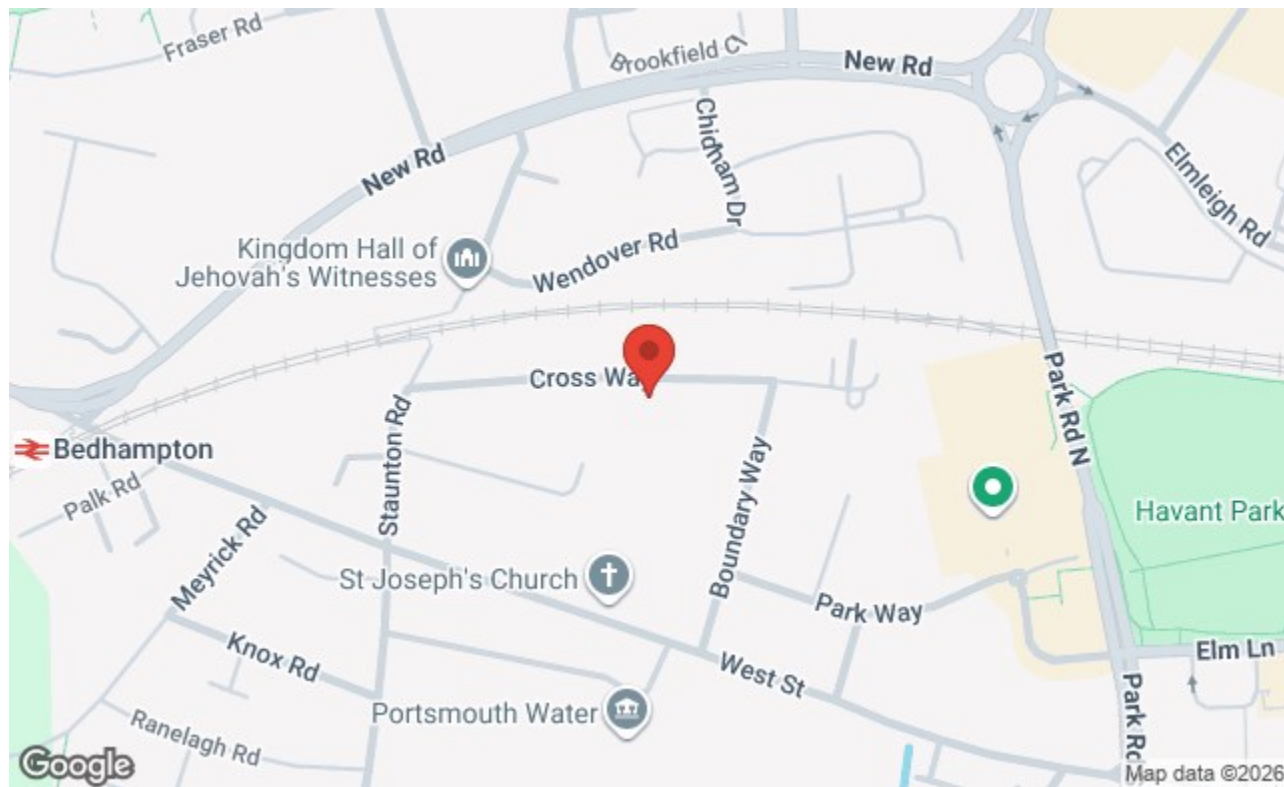 Fraser Rd
Brookfield C
New Rd
Chidham Dr
New Rd
Elmleigh Rd
Kingdom Hall of
Jehovah's Witnesses
Wendover Rd
Cross Wa
Park Rd N
Staunton Rd
Bedhampton
Palk Rd
Boundary Way
Havant Park
Meyrick Rd
St Joseph's Church
Park Way
Knox Rd
West St
Elm Ln
Portsmouth Water
Ranelagh Rd
Park Rd
Google
Map data ©2026